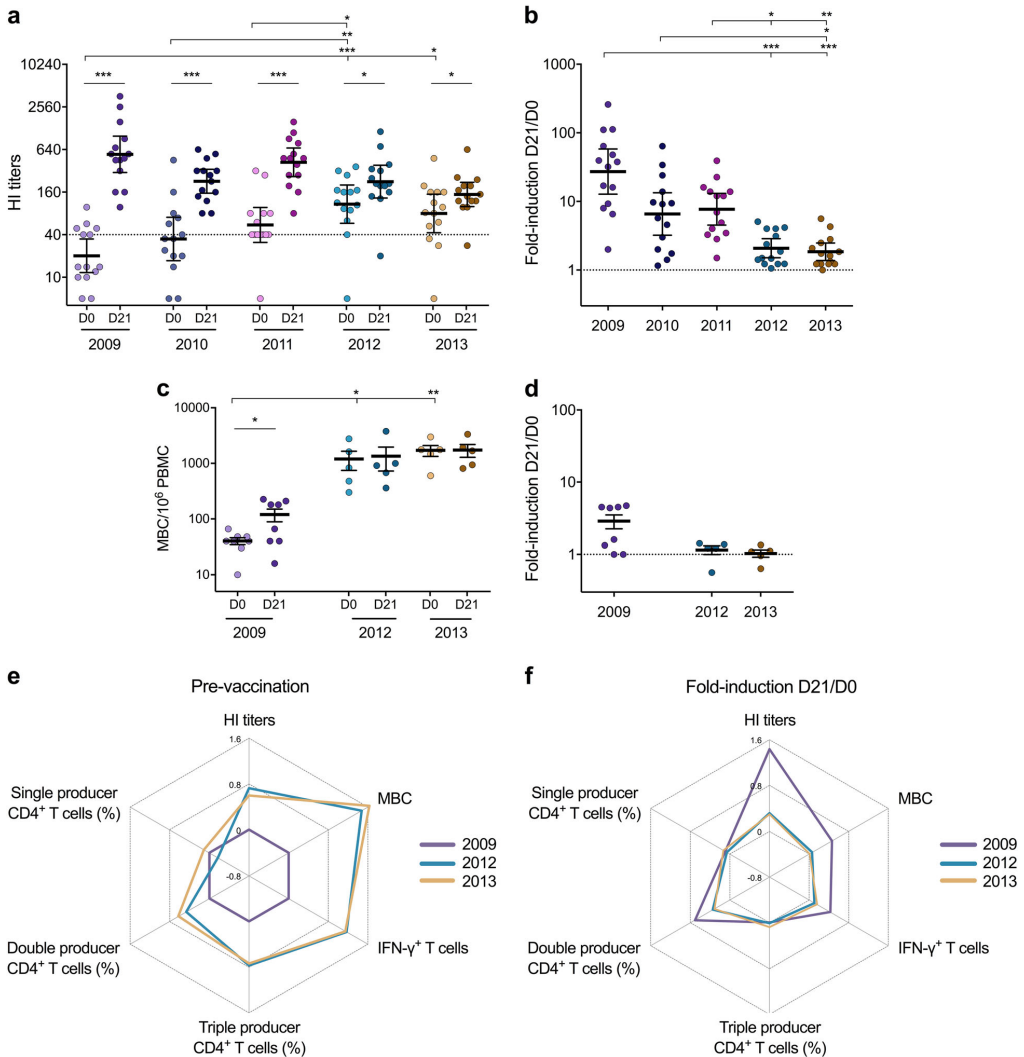 a
*
**
***
*
10240
***
***
***
*
*
2560
640
160
40
10
HI titers
D0
D21
D0
D21
D0
D21
D0
D21
D0
D21
2009
2010
2011
2012
2013
b
*
**
*
***
***
1000
100
10
1
Fold-induction D21/D0
2009
2010
2011
2012
2013
c
*
**
*
10000
1000
100
10
MBC/10⁶ PBMC
D0
D21
D0
D21
D0
D21
2009
2012
2013
d
100
10
1
Fold-induction D21/D0
2009
2012
2013
e
Pre-vaccination
HI titers
1.6
0.8
0
-0.8
MBC
IFN-γ⁺ T cells
Triple producer
CD4⁺ T cells (%)
Double producer
CD4⁺ T cells (%)
Single producer
CD4⁺ T cells (%)
2009
2012
2013
f
Fold-induction D21/D0
HI titers
1.6
0.8
0
-0.8
MBC
IFN-γ⁺ T cells
Triple producer
CD4⁺ T cells (%)
Double producer
CD4⁺ T cells (%)
Single producer
CD4⁺ T cells (%)
2009
2012
2013